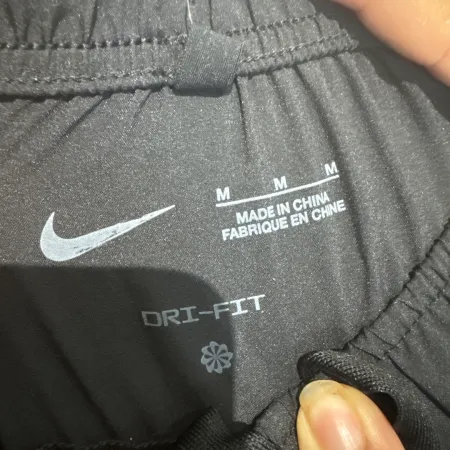 M M M
MADE IN CHINA
FABRIQUE EN CHINE
DRI-FIT